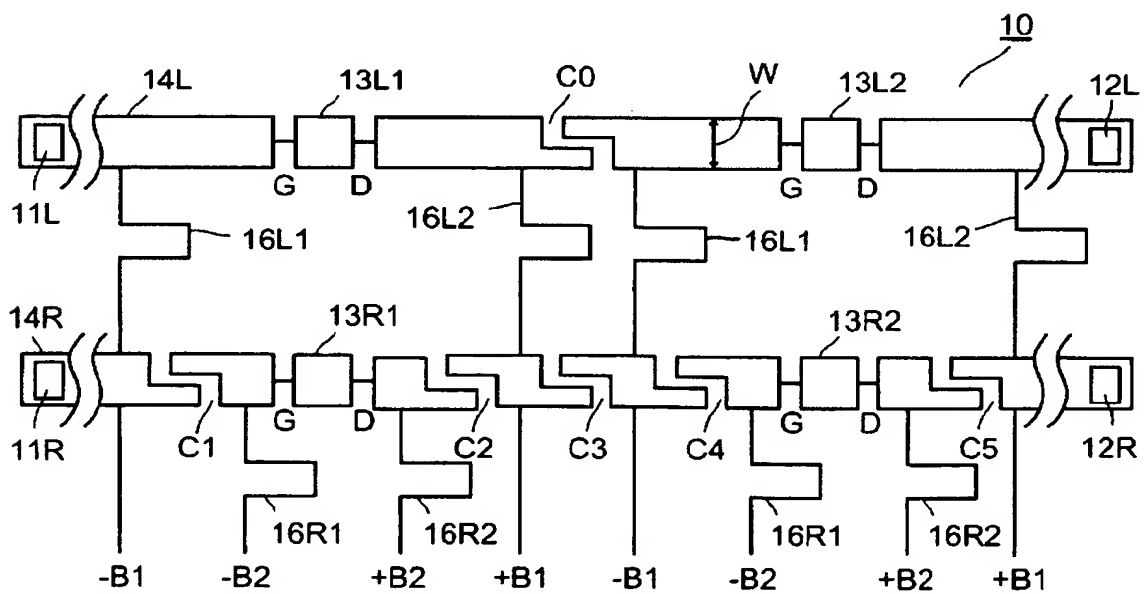 10
14L 13L1 C0 W 13L2 12L
G D G D
11L 16L1 16L2 16L1 16L2
14R 13R1 13R2
11R C1 G D C2 C3 C4 G D C5 12R
16R1 16R2 16R1 16R2
-B1 -B2 +B2 +B1 -B1 -B2 +B2 +B1